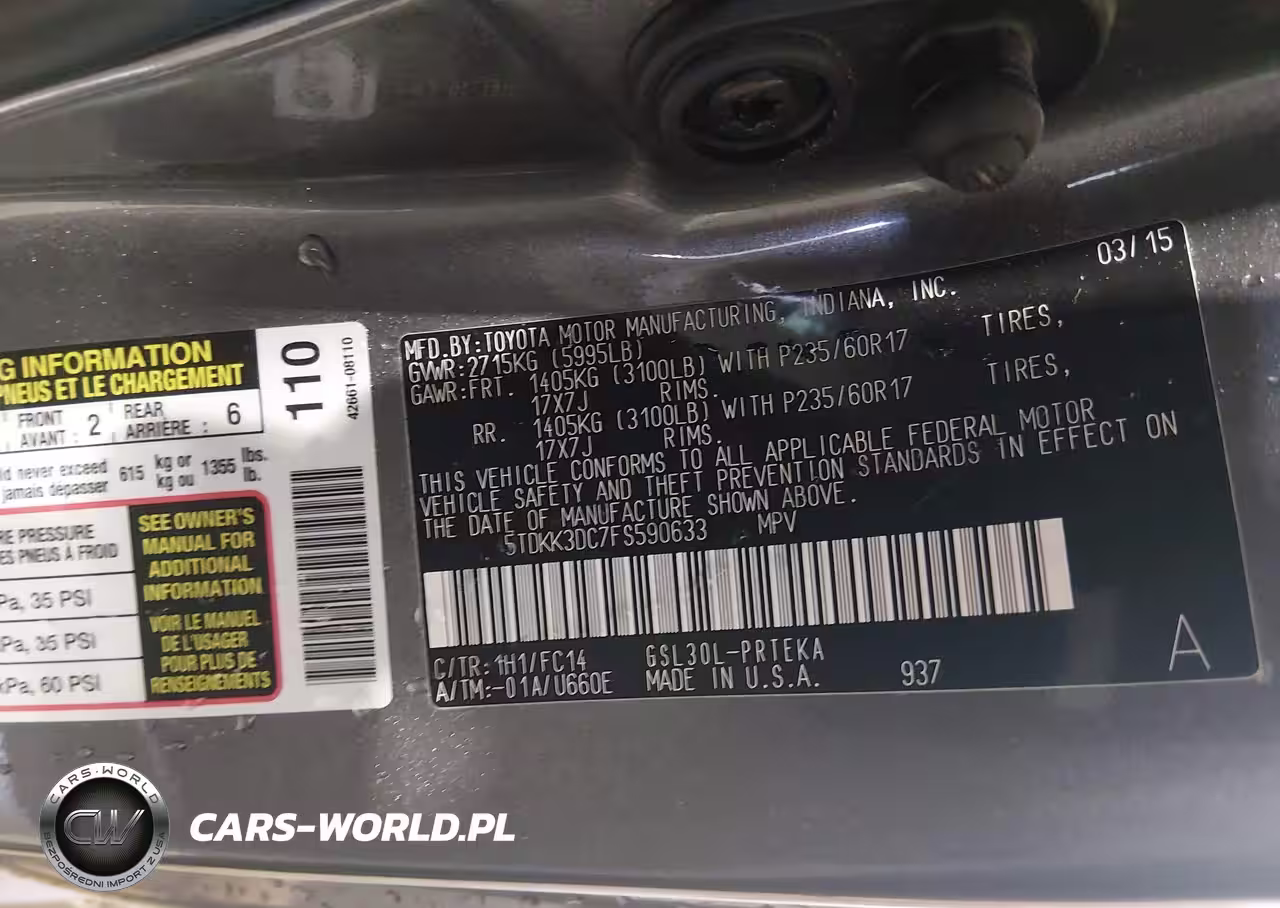 03/15
MFD.BY:TOYOTA MOTOR MANUFACTURING, INDIANA, INC.
GVWR:2715KG (5995LB)
GAWR:FRT. 1405KG (3100LB) WITH P235/60R17 TIRES,
17X7J RIMS.
RR. 1405KG (3100LB) WITH P235/60R17 TIRES,
17X7J RIMS.
THIS VEHICLE CONFORMS TO ALL APPLICABLE FEDERAL MOTOR
VEHICLE SAFETY AND THEFT PREVENTION STANDARDS IN EFFECT ON
THE DATE OF MANUFACTURE SHOWN ABOVE.
5TDKK3DC7FS590633 MPV
C/TR:1H1/FC14 GSL30L-PRTEKA
A/TM:-01A/U660E MADE IN U.S.A. 937
A
G INFORMATION
PNEUS ET LE CHARGEMENT
FRONT
AVANT : 2
REAR
ARRIÈRE : 6
never exceed
jamais dépasser
615 kg or
kg ou
1355 lbs.
lb.
RE PRESSURE
ES PNEUS À FROID
Pa, 35 PSI
Pa, 35 PSI
kPa, 60 PSI
SEE OWNER'S
MANUAL FOR
ADDITIONAL
INFORMATION
VOIR LE MANUEL
DE L'USAGER
POUR PLUS DE
RENSEIGNEMENTS
110
42661-08110
CARS-WORLD
CW
BEZPOŚREDNI IMPORT Z USA
CARS-WORLD.PL